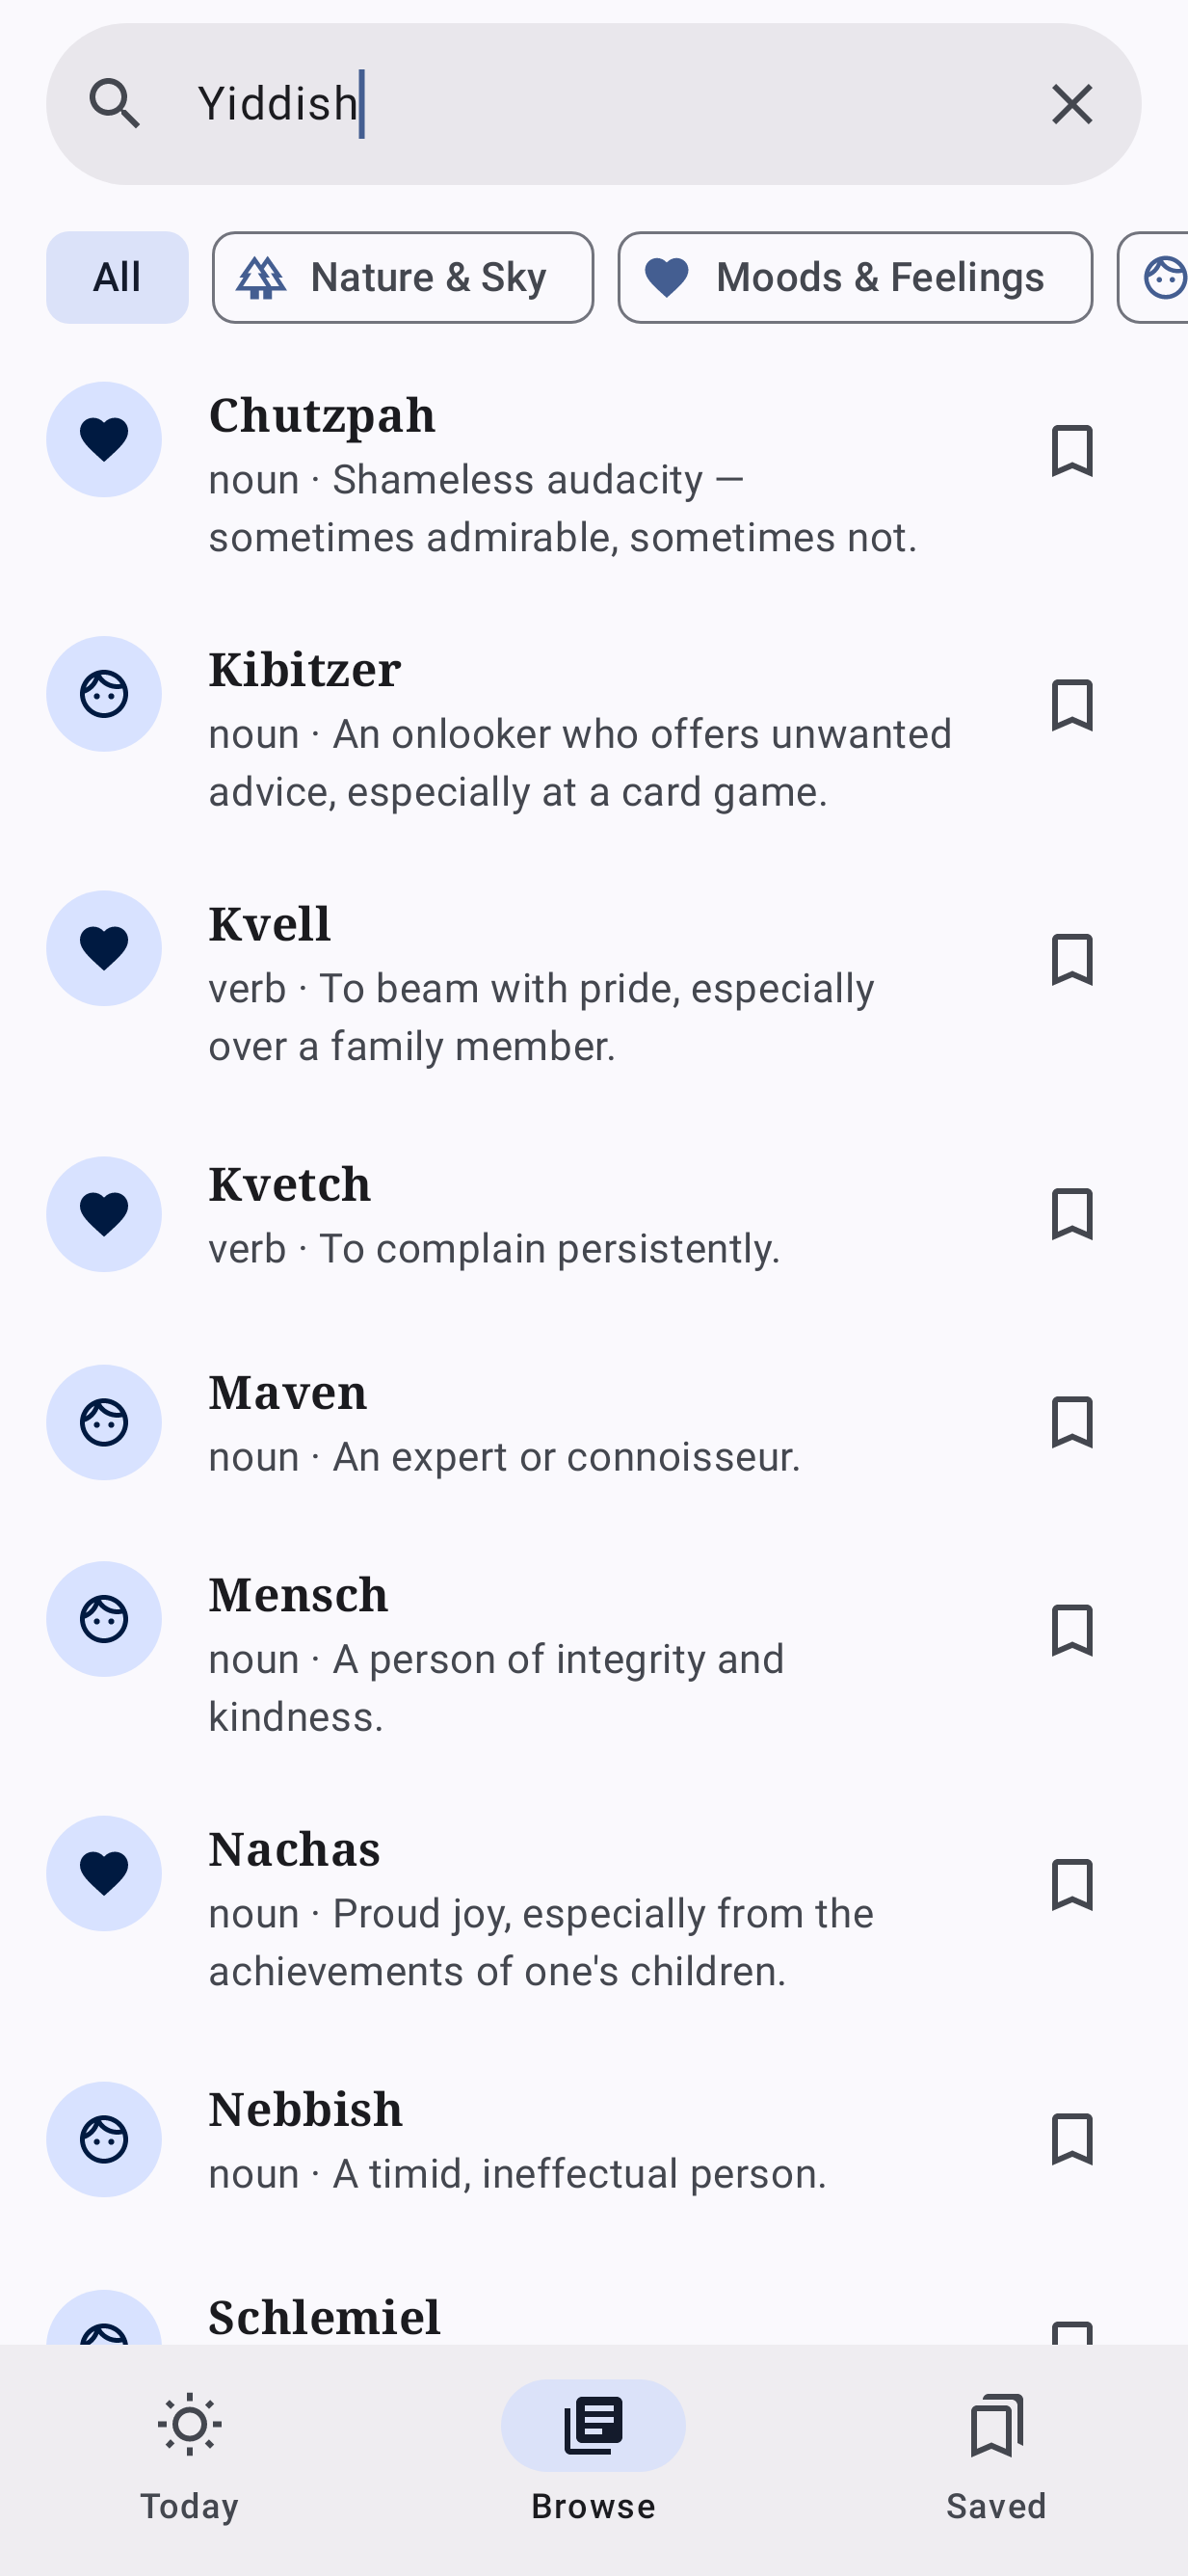 Yiddish
All
Nature & Sky
Moods & Feelings
Chutzpah
noun · Shameless audacity —
sometimes admirable, sometimes not.
Kibitzer
noun · An onlooker who offers unwanted
advice, especially at a card game.
Kvell
verb · To beam with pride, especially
over a family member.
Kvetch
verb · To complain persistently.
Maven
noun · An expert or connoisseur.
Mensch
noun · A person of integrity and
kindness.
Nachas
noun · Proud joy, especially from the
achievements of one's children.
Nebbish
noun · A timid, ineffectual person.
Schlemiel
Today
Browse
Saved